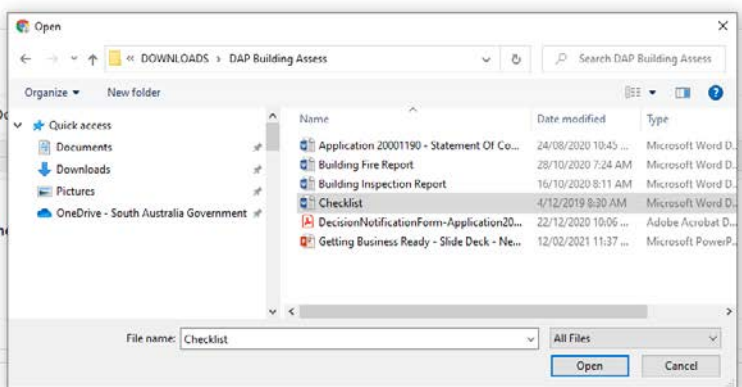 Open
« DOWNLOADS › DAP Building Assess
Search DAP Building Assess
Organize
New folder
Name
Date modified
Type
Quick access
Documents
Downloads
Pictures
OneDrive - South Australia Government
Application 20001190 - Statement Of Co... 24/08/2020 10:45 ... Microsoft Word D...
Building Fire Report 28/10/2020 7:24 AM Microsoft Word D...
Building Inspection Report 16/10/2020 8:11 AM Microsoft Word D...
Checklist 4/12/2019 8:30 AM Microsoft Word D...
DecisionNotificationForm-Application20... 22/12/2020 10:06 ... Adobe Acrobat D...
Getting Business Ready - Slide Deck - Ne... 12/02/2021 11:37 ... Microsoft PowerP...
File name: Checklist
All Files
Open
Cancel